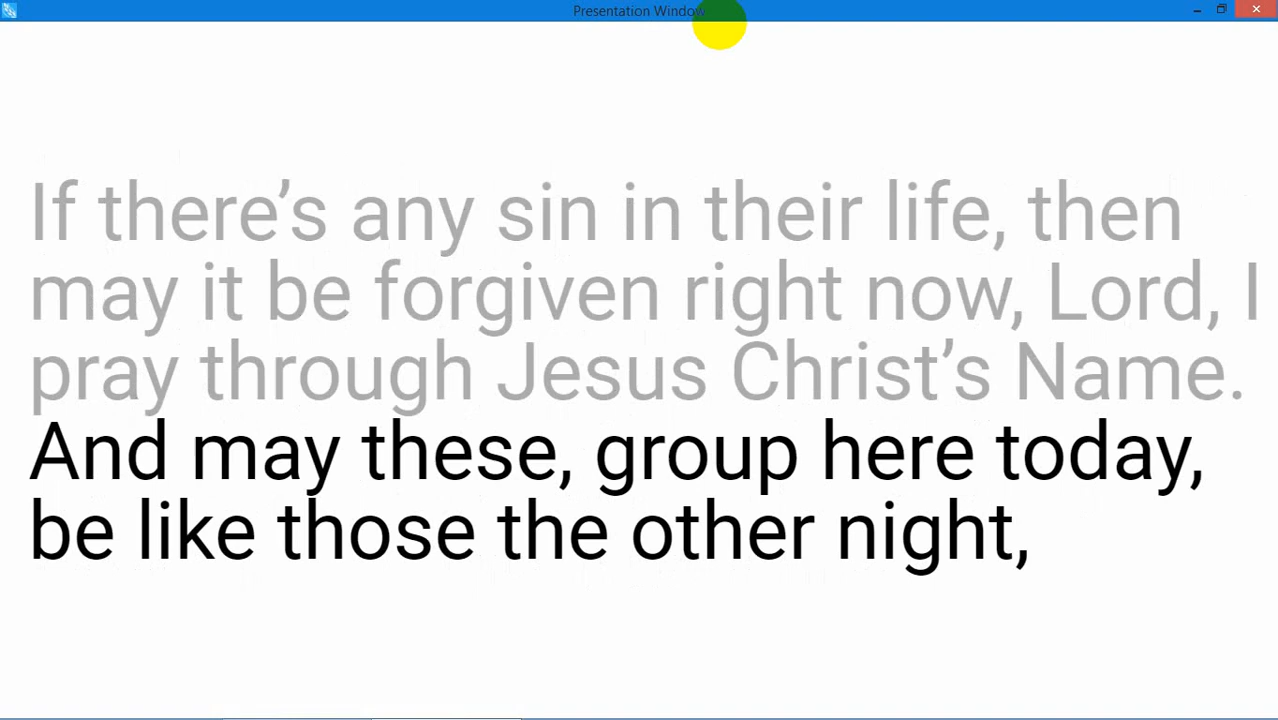 Presentation Window
If there’s any sin in their life, then
may it be forgiven right now, Lord, I
pray through Jesus Christ’s Name.
And may these, group here today,
be like those the other night,